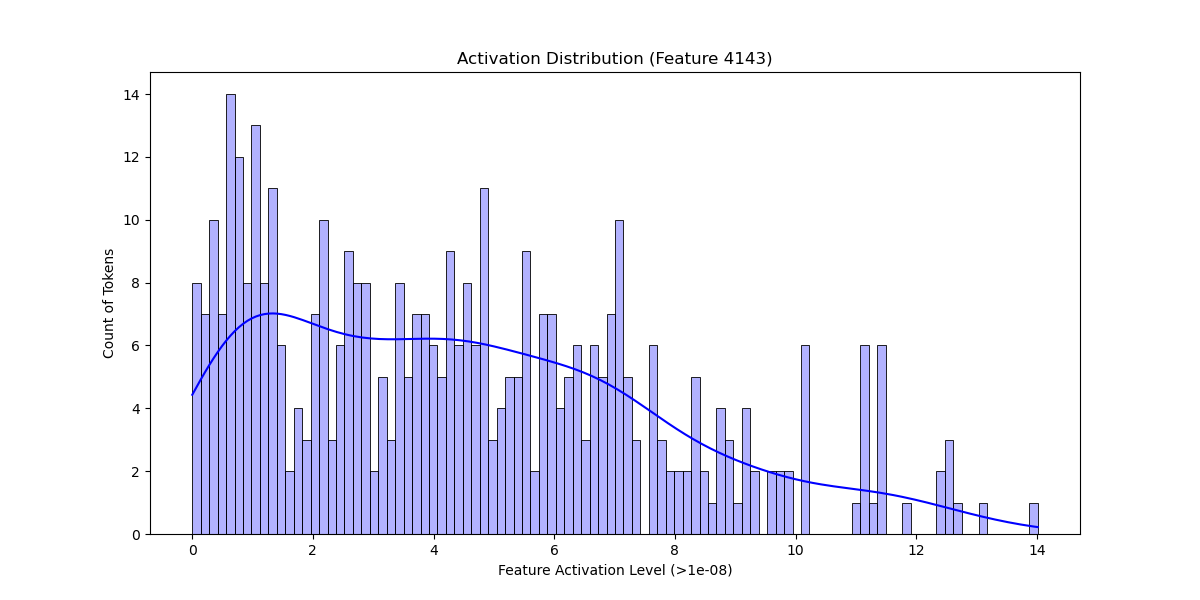 Activation Distribution (Feature 4143)
14
12
10
8
6
4
2
0
Count of Tokens
0 2 4 6 8 10 12 14
Feature Activation Level (>1e-08)